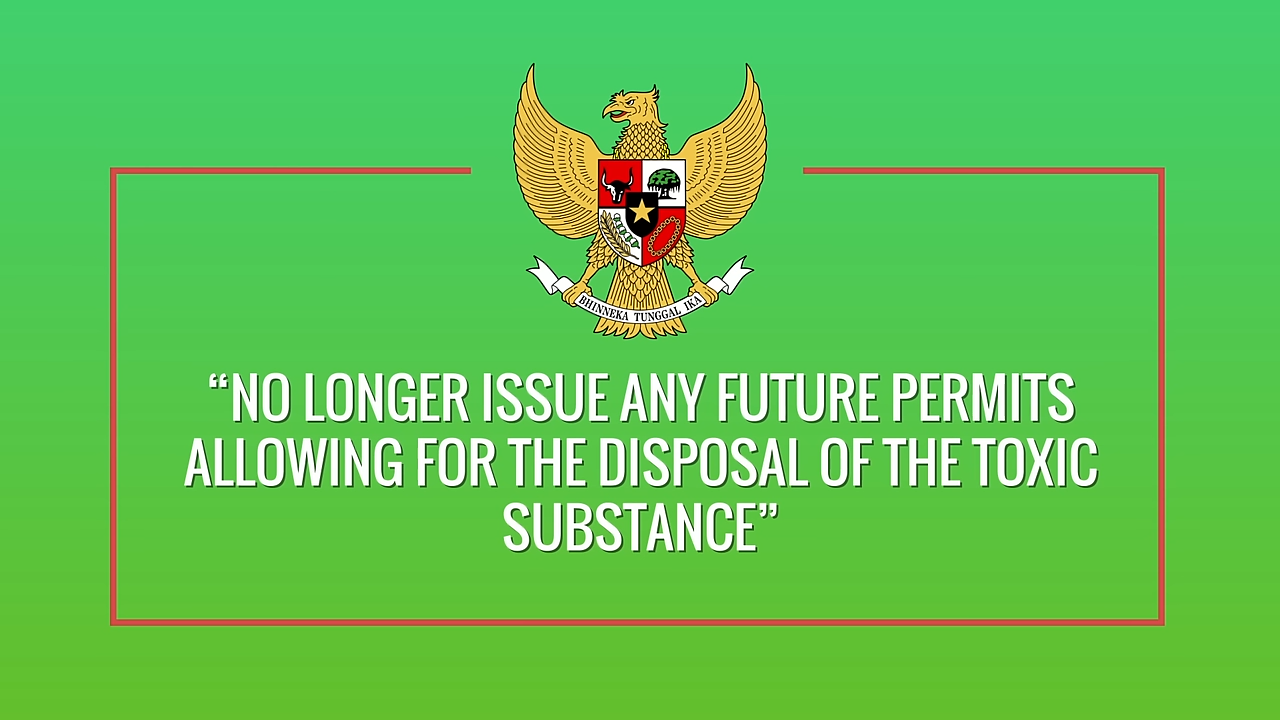 BHINNEKA TUNGGAL IKA
“NO LONGER ISSUE ANY FUTURE PERMITS
ALLOWING FOR THE DISPOSAL OF THE TOXIC
SUBSTANCE”